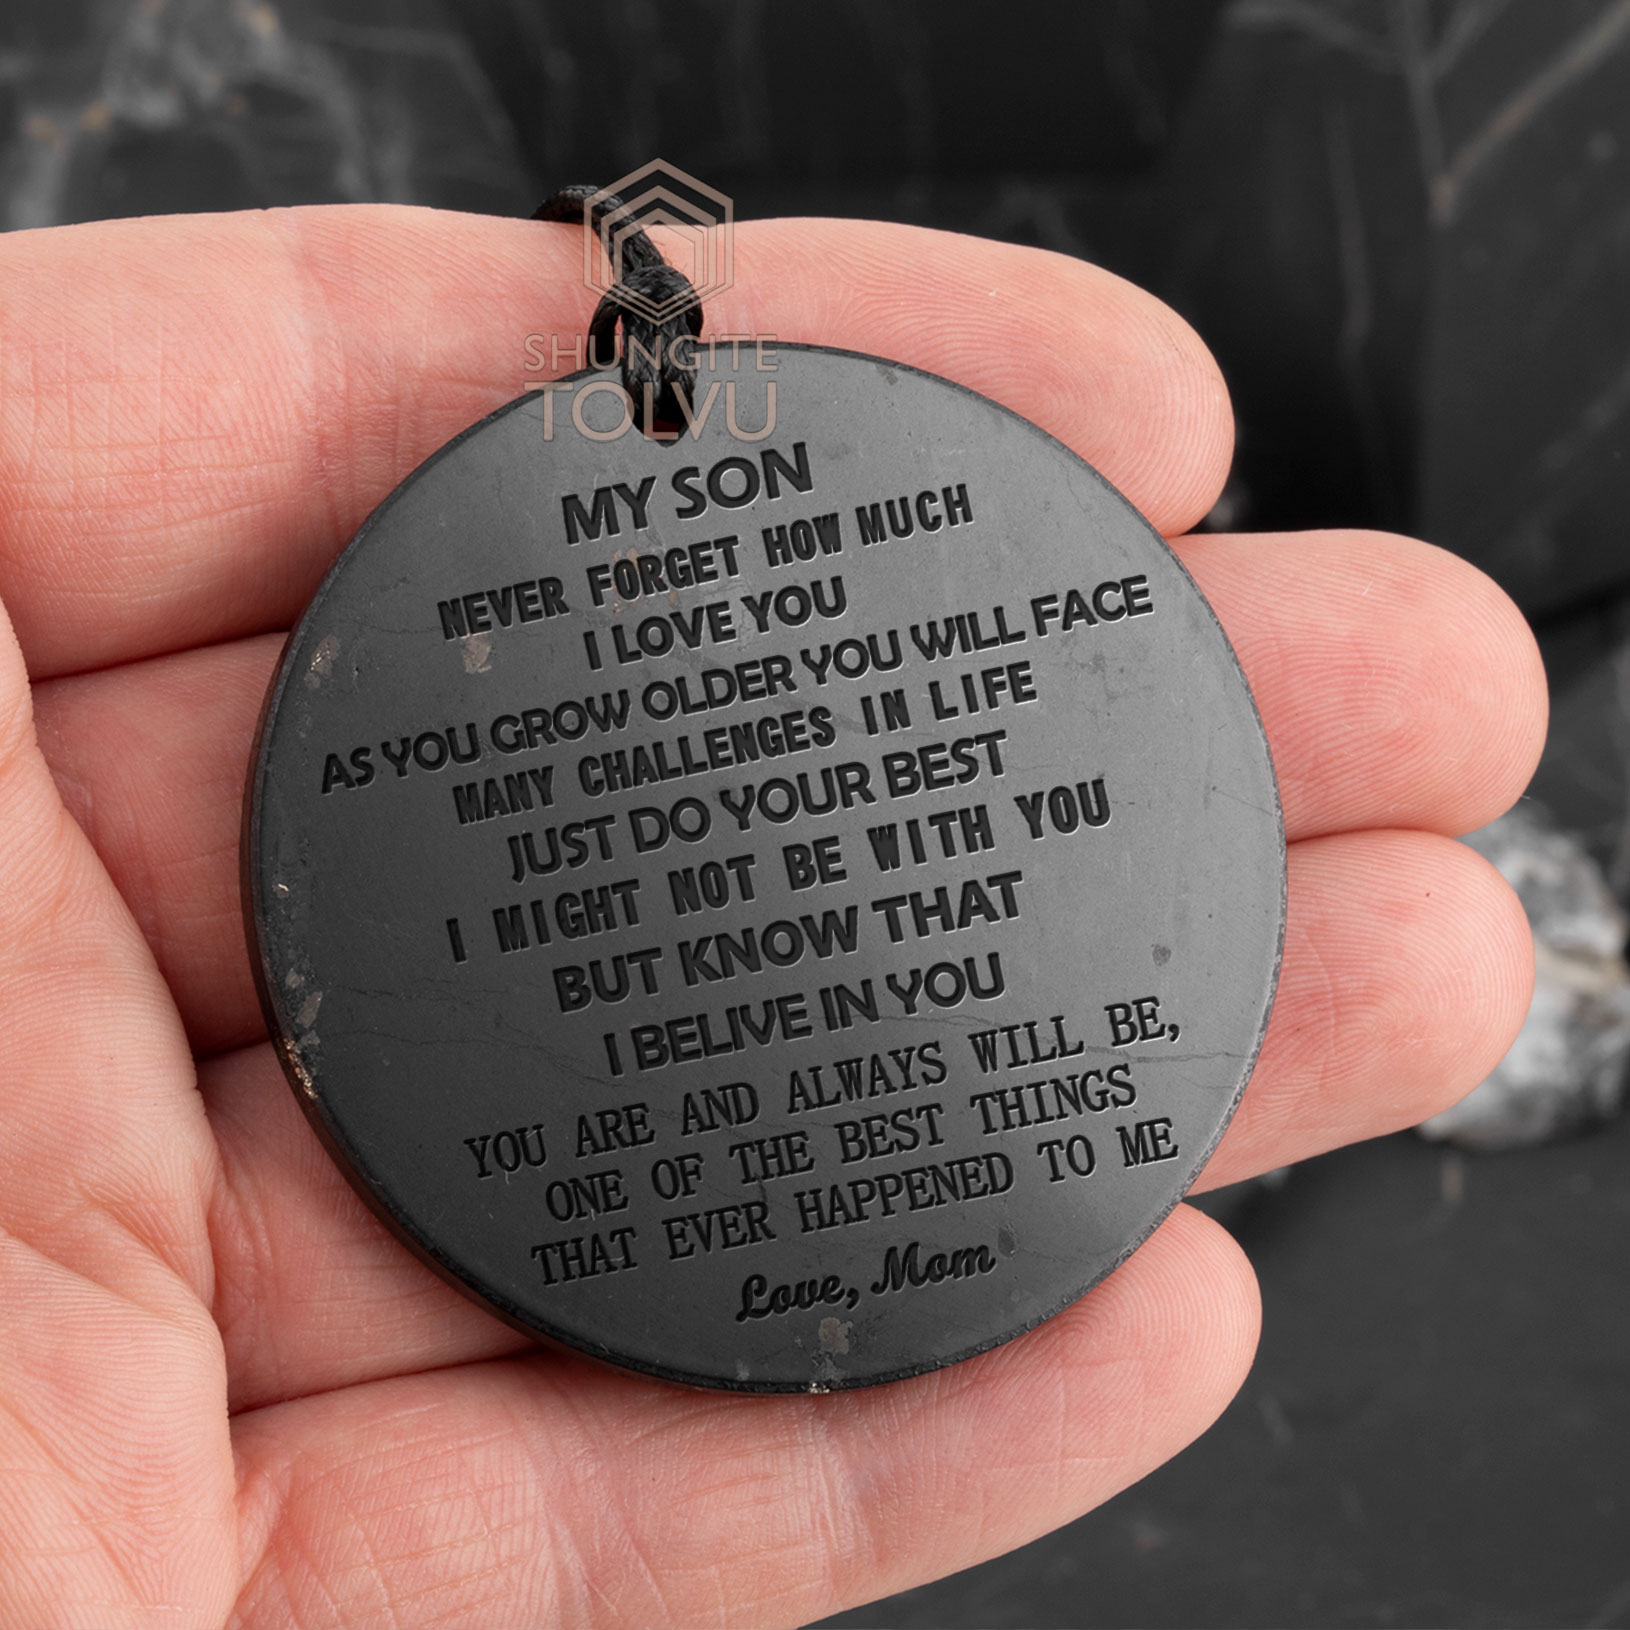 SHUNGITE
TOLVU
MY SON
NEVER FORGET HOW MUCH
I LOVE YOU
AS YOU GROW OLDER YOU WILL FACE
MANY CHALLENGES IN LIFE
JUST DO YOUR BEST
I MIGHT NOT BE WITH YOU
BUT KNOW THAT
I BELIVE IN YOU
YOU ARE AND ALWAYS WILL BE,
ONE OF THE BEST THINGS
THAT EVER HAPPENED TO ME
Love, Mom